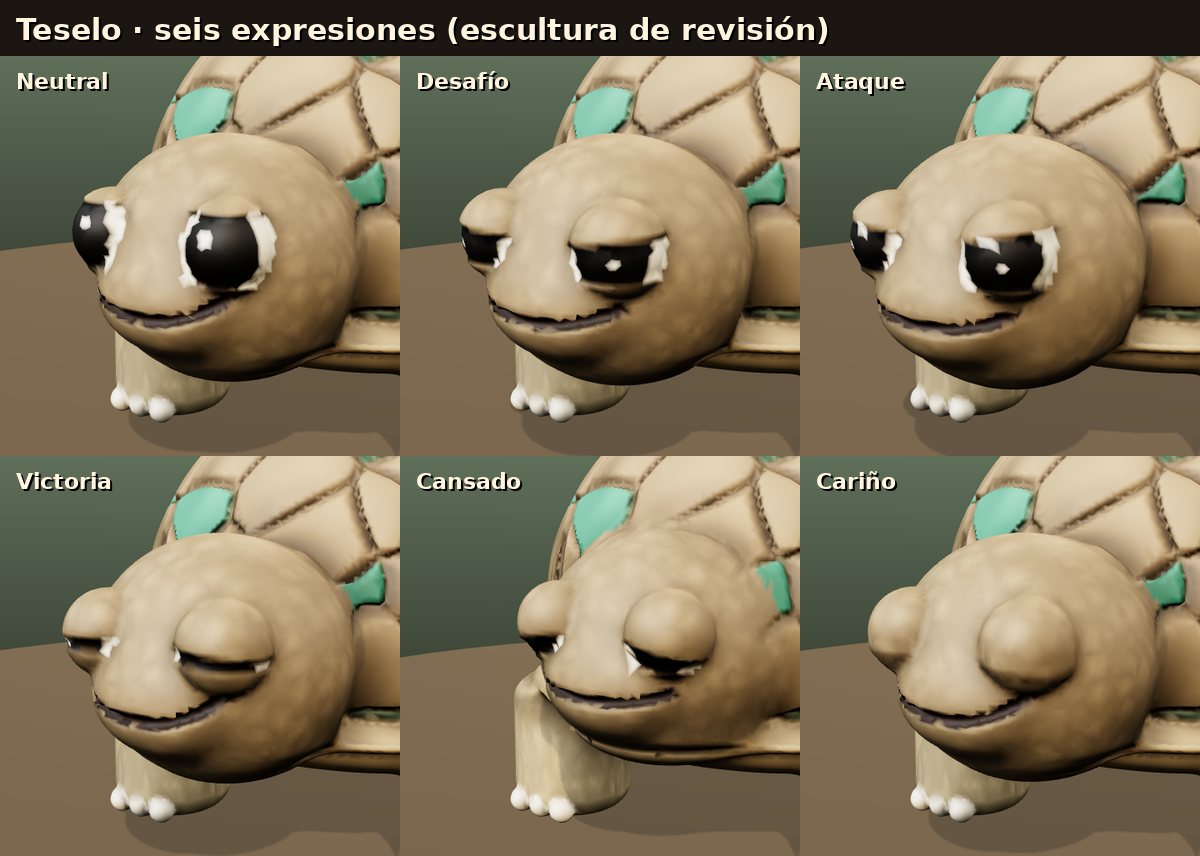 Teselo · seis expresiones (escultura de revisión)
Neutral
Desafío
Ataque
Victoria
Cansado
Cariño